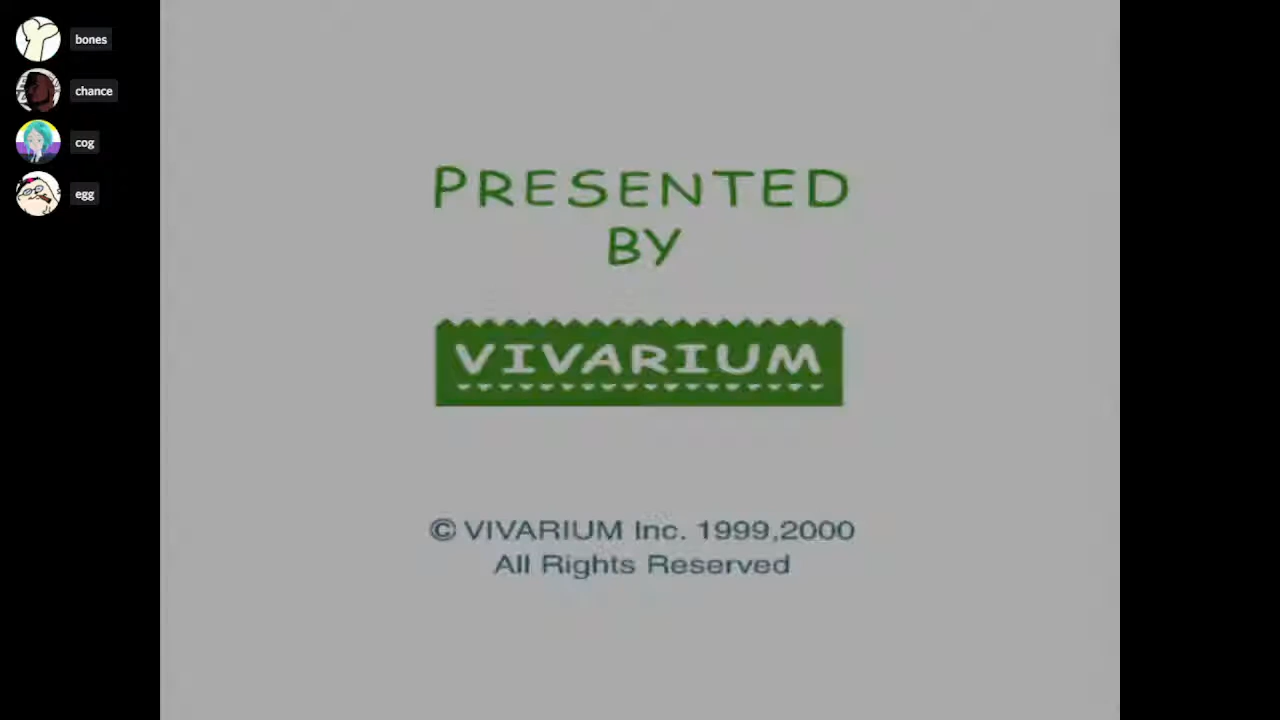 bones
chance
cog
egg
PRESENTED
BY
VIVARIUM
© VIVARIUM Inc. 1999,2000
All Rights Reserved